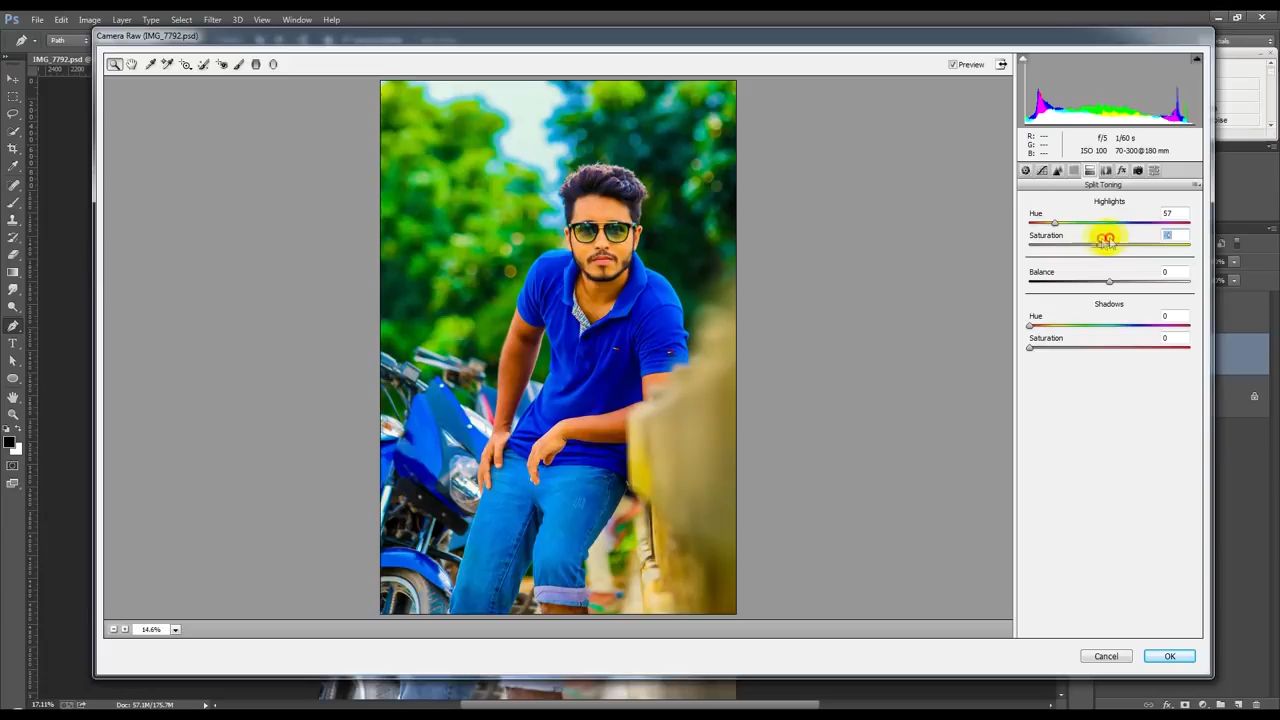 Ps File Edit Image Layer Type Select Filter 3D View Window Help
Path
Camera Raw (IMG_7792.psd)
IMG_7792.psd @
2400 2200
Preview
R: ---
G: ---
B: ---
f/5 1/60 s
ISO 100 70-300@180 mm
Split Toning
Highlights
Hue 57
Saturation
Balance 0
Shadows
Hue 0
Saturation 0
14.6%
Cancel OK
17.11% Doc: 57.1M/175.7M